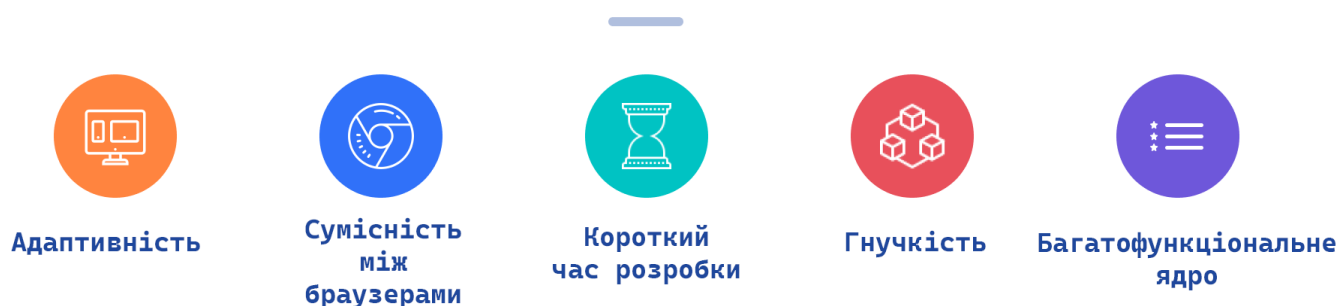 Адаптивність
Сумісність
між
браузерами
Короткий
час розробки
Гнучкість
Багатофункціональне
ядро